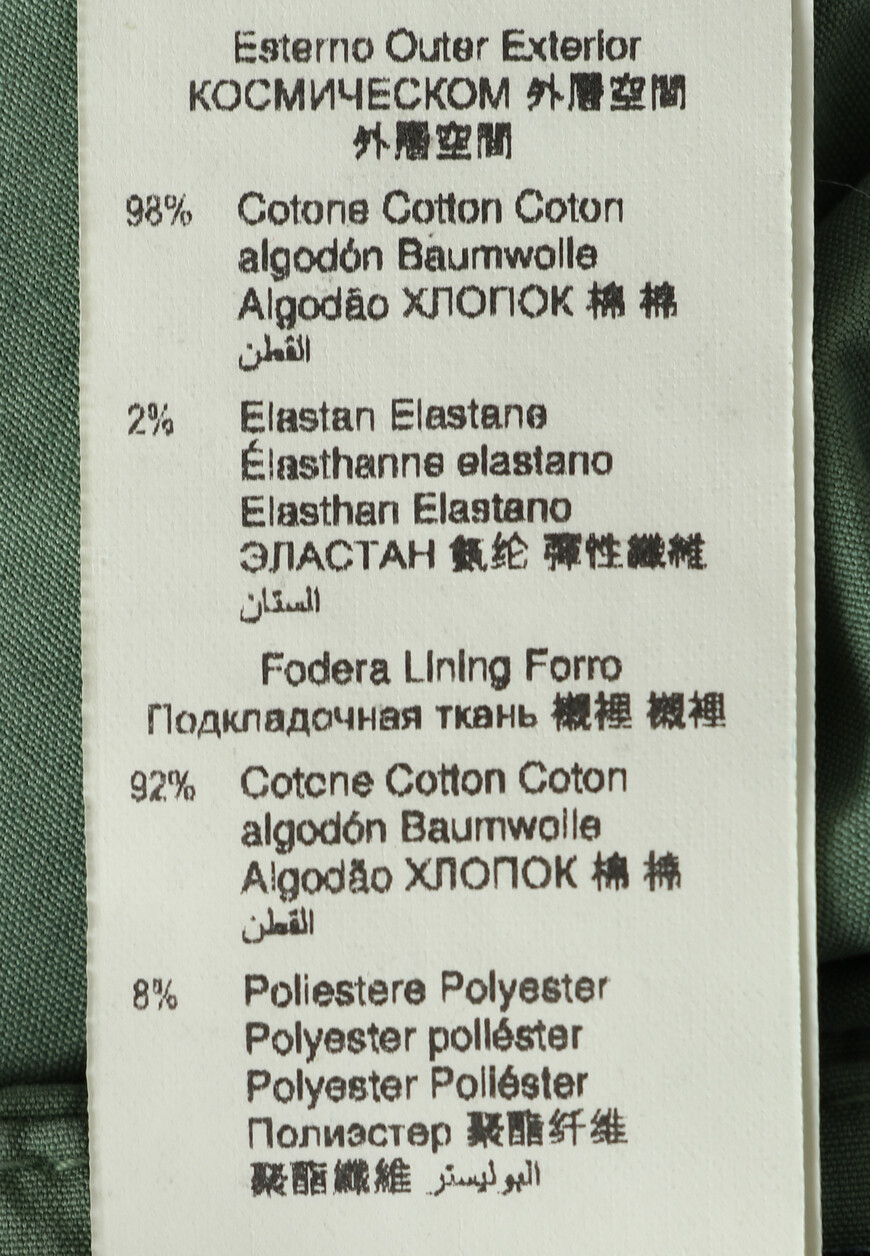 Esterno Outer Exterior
КОСМИЧЕСКОМ 外層空間
外層空間
98% Cotone Cotton Coton
algodón Baumwolle
Algodão ХЛОПОК 棉 棉
القطن
2% Elastan Elastane
Élasthanne elastano
Elasthan Elastano
ЭЛАСТАН 氨纶 彈性纖維
الستان
Fodera Lining Forro
Подкладочная ткань 襯裡 襯裡
92% Cotone Cotton Coton
algodón Baumwolle
Algodão ХЛОПОК 棉 棉
القطن
8% Poliestere Polyester
Polyester poliéster
Polyester Poliéster
Полиэстер 聚酯纤维
聚酯纖維 البوليستر